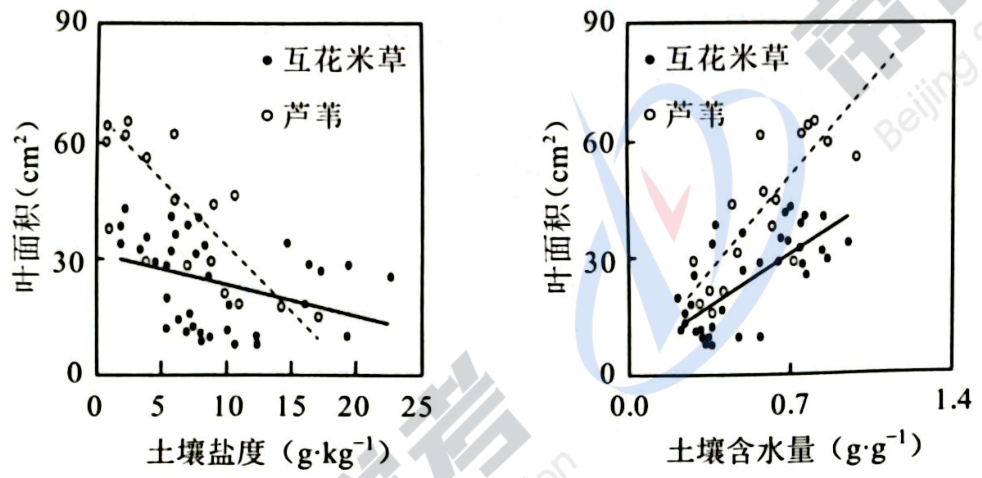 90
60
30
0
叶面积(cm²)
互花米草
芦苇
0 5 10 15 20 25
土壤盐度（g·kg⁻¹）
90
60
30
0
叶面积(cm²)
互花米草
芦苇
0.0 0.7 1.4
土壤含水量（g·g⁻¹）
Beijing